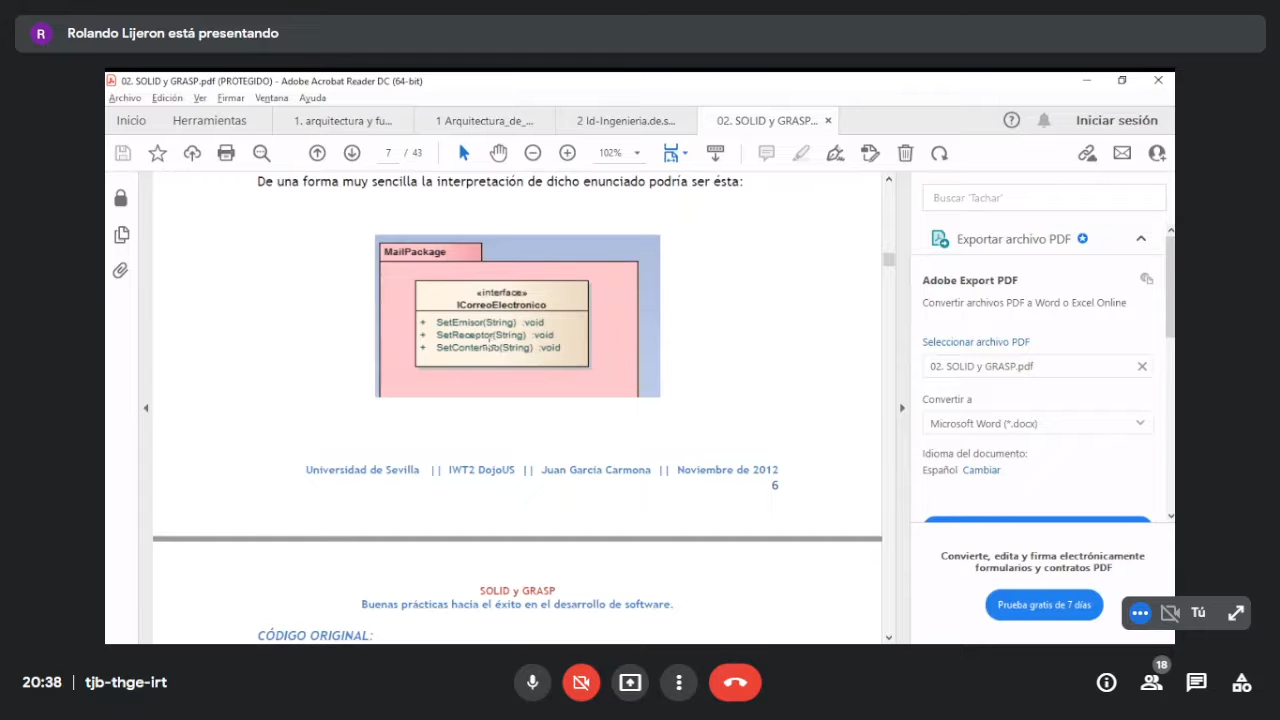 R Rolando Lijeron está presentando
02. SOLID y GRASP.pdf (PROTEGIDO) - Adobe Acrobat Reader DC (64-bit)
Archivo Edición Ver Firmar Ventana Ayuda
Inicio Herramientas 1. arquitectura y fu... 1 Arquitectura_de_... 2 Id-Ingenieria.de.s... 02. SOLID y GRASP... Iniciar sesión
7 / 43 102%
De una forma muy sencilla la interpretación de dicho enunciado podría ser ésta:
MailPackage
«interface»
ICorreoElectronico
+ SetEmisor(String) :void
+ SetReceptor(String) :void
+ SetContenido(String) :void
Universidad de Sevilla || IWT2 DojoUS || Juan García Carmona || Noviembre de 2012
6
SOLID y GRASP
Buenas prácticas hacia el éxito en el desarrollo de software.
CÓDIGO ORIGINAL:
Buscar 'Tachar'
Exportar archivo PDF
Adobe Export PDF
Convertir archivos PDF a Word o Excel Online
Seleccionar archivo PDF
02. SOLID y GRASP.pdf
Convertir a
Microsoft Word (*.docx)
Idioma del documento:
Español Cambiar
Convierte, edita y firma electrónicamente
formularios y contratos PDF
Prueba gratis de 7 días
Tú
20:38 | tjb-thge-irt
18